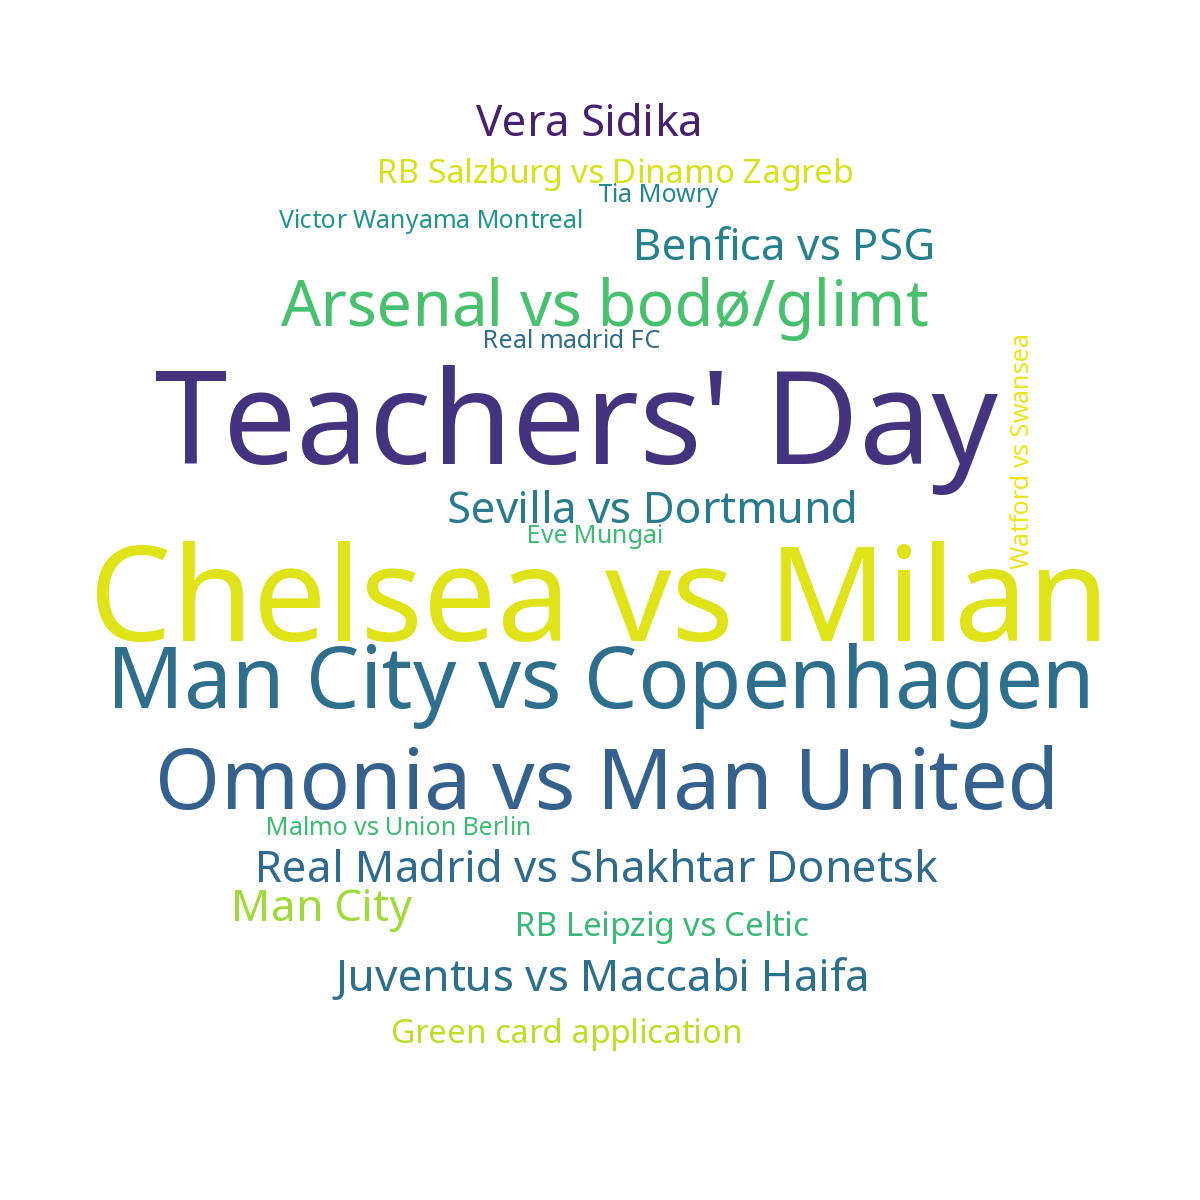 Vera Sidika
RB Salzburg vs Dinamo Zagreb
Tia Mowry
Victor Wanyama Montreal
Benfica vs PSG
Arsenal vs bodø/glimt
Real madrid FC
Teachers' Day
Watford vs Swansea
Sevilla vs Dortmund
Eve Mungai
Chelsea vs Milan
Man City vs Copenhagen
Omonia vs Man United
Malmo vs Union Berlin
Real Madrid vs Shakhtar Donetsk
Man City
RB Leipzig vs Celtic
Juventus vs Maccabi Haifa
Green card application